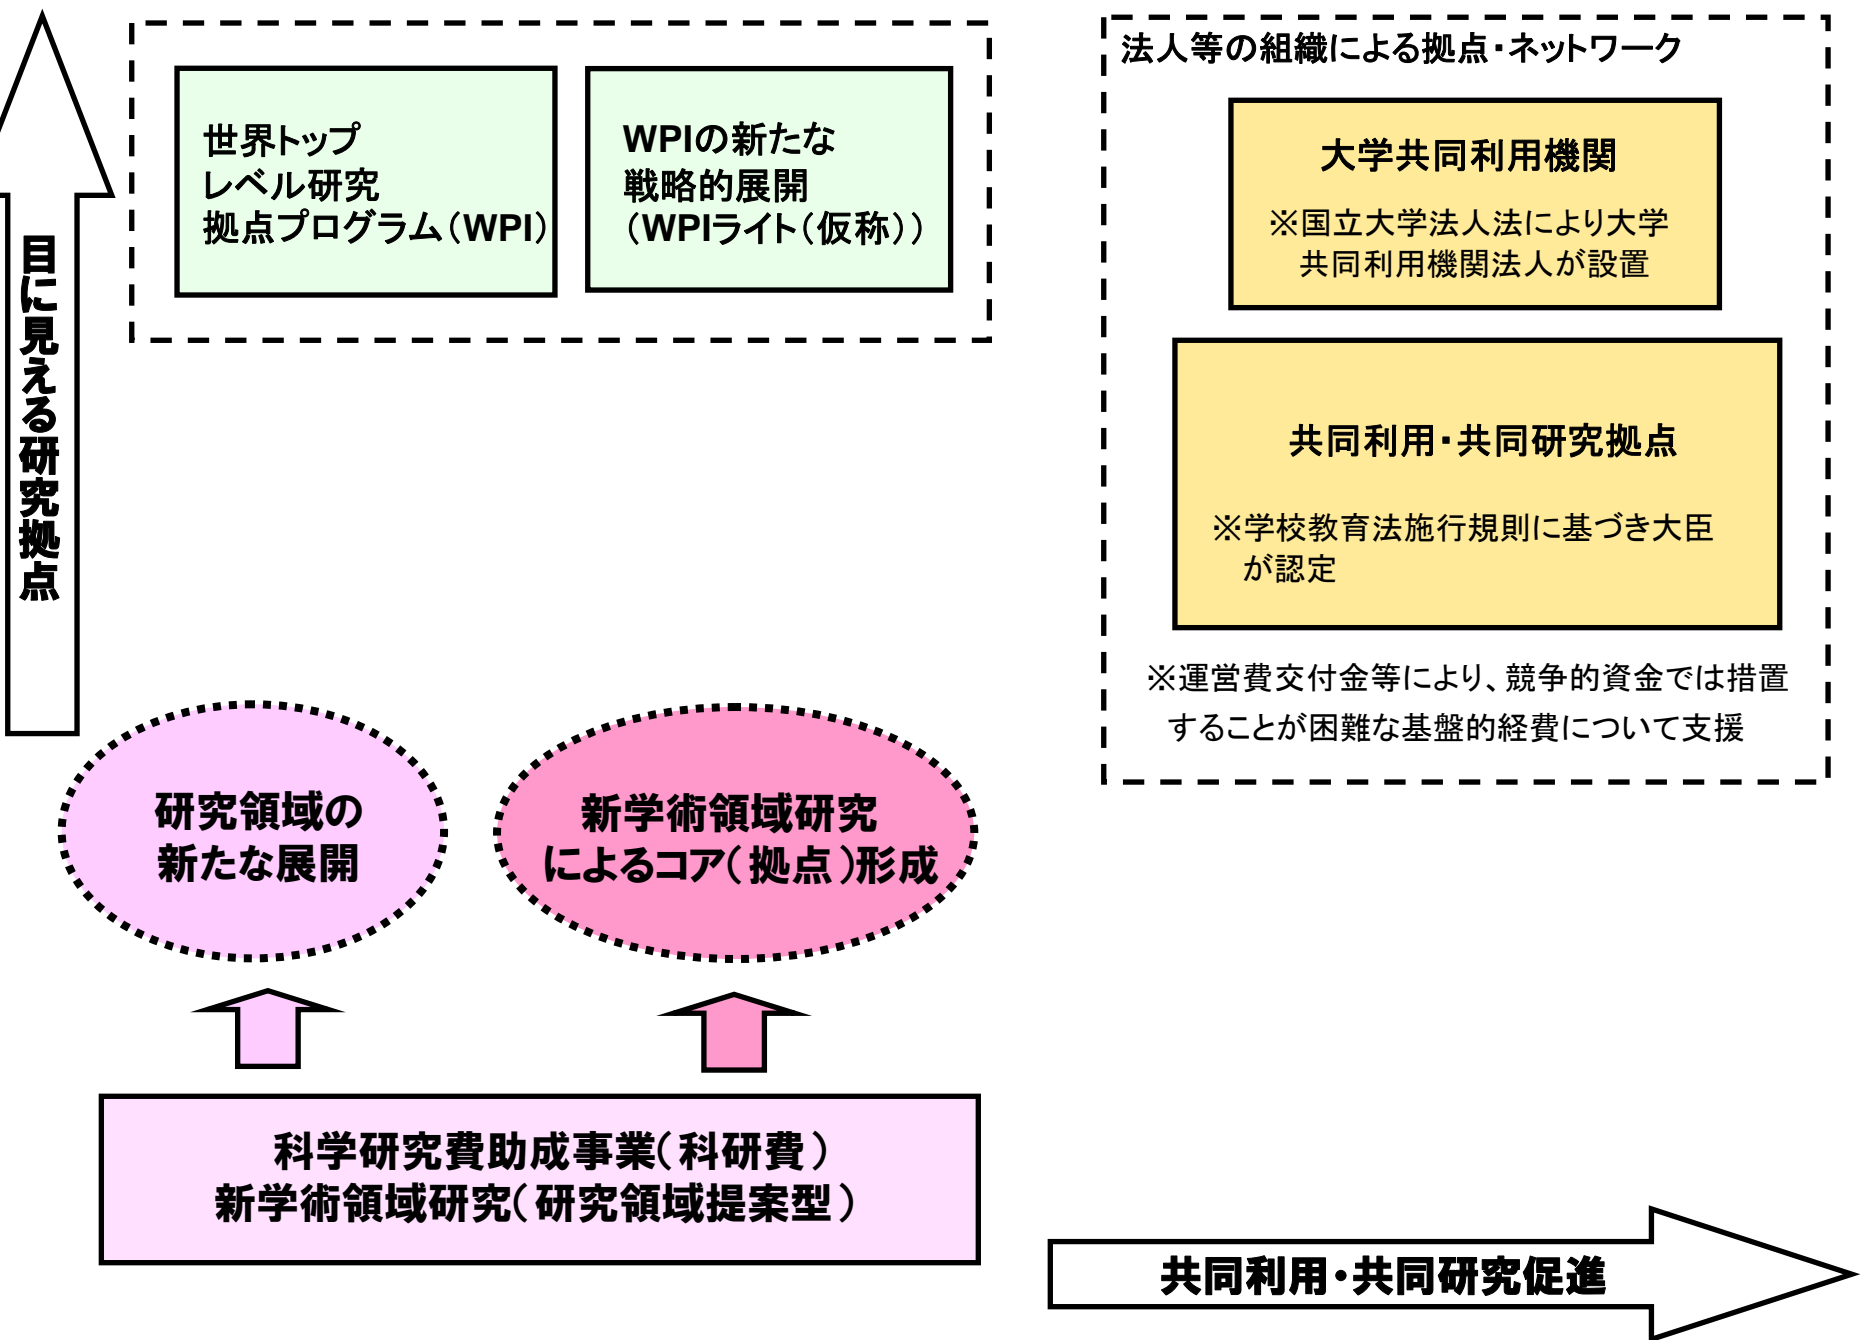 目に見える研究拠点
世界トップ
レベル研究
拠点プログラム（WPI）
WPIの新たな
戦略的展開
（WPIライト（仮称））
法人等の組織による拠点・ネットワーク
大学共同利用機関
※国立大学法人法により大学
共同利用機関法人が設置
共同利用・共同研究拠点
※学校教育法施行規則に基づき大臣
が認定
※運営費交付金等により、競争的資金では措置
することが困難な基盤的経費について支援
研究領域の
新たな展開
新学術領域研究
によるコア（拠点）形成
科学研究費助成事業（科研費）
新学術領域研究（研究領域提案型）
共同利用・共同研究促進